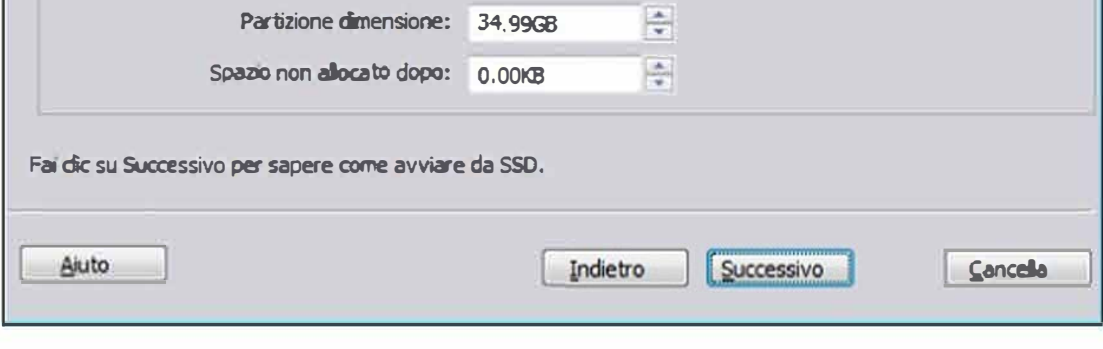 Partizione dimensione: 34.99GB
Spazio non allocato dopo: 0.00KB
Fai clic su Successivo per sapere come avviare da SSD.
Aiuto Indietro Successivo Cancella